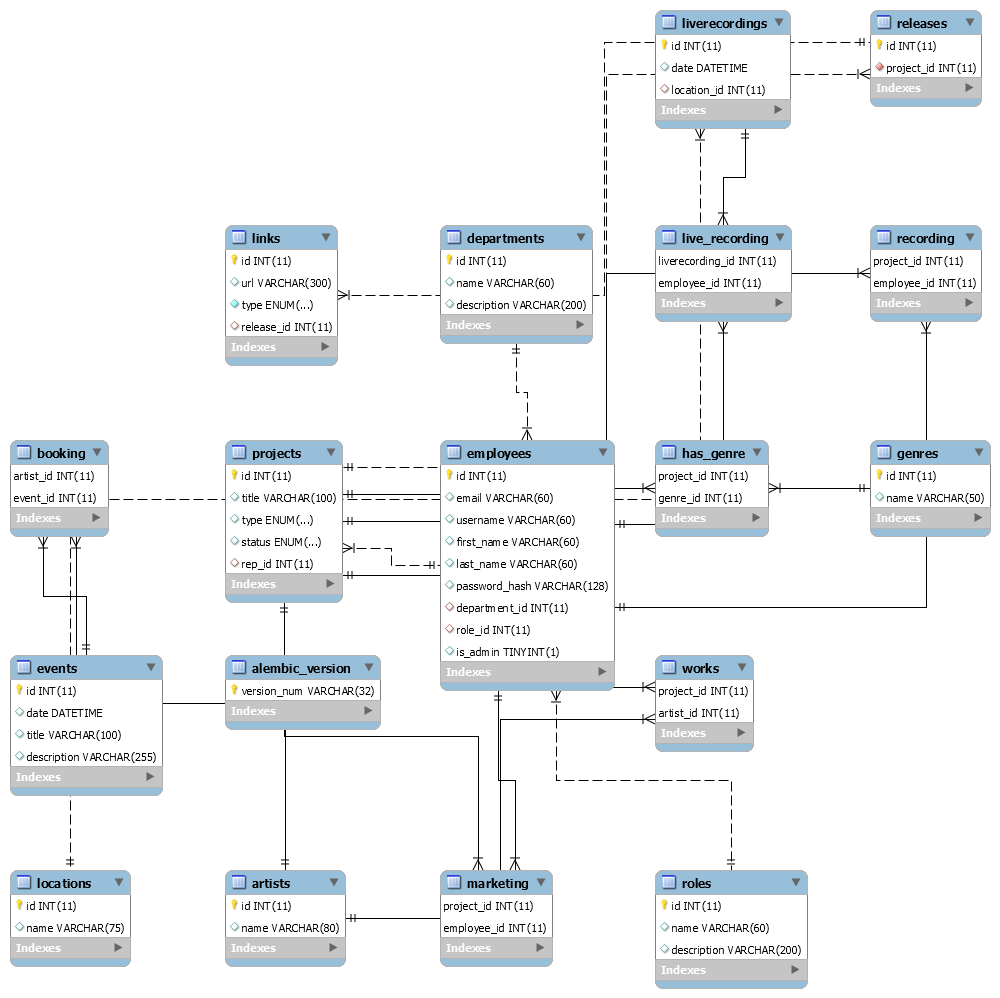 liverecordings
id INT(11)
date DATETIME
location_id INT(11)
Indexes
releases
id INT(11)
project_id INT(11)
Indexes
links
id INT(11)
url VARCHAR(300)
type ENUM(...)
release_id INT(11)
Indexes
departments
id INT(11)
name VARCHAR(60)
description VARCHAR(200)
Indexes
live_recording
liverecording_id INT(11)
employee_id INT(11)
Indexes
recording
project_id INT(11)
employee_id INT(11)
Indexes
booking
artist_id INT(11)
event_id INT(11)
Indexes
projects
id INT(11)
title VARCHAR(100)
type ENUM(...)
status ENUM(...)
rep_id INT(11)
Indexes
employees
id INT(11)
email VARCHAR(60)
username VARCHAR(60)
first_name VARCHAR(60)
last_name VARCHAR(60)
password_hash VARCHAR(128)
department_id INT(11)
role_id INT(11)
is_admin TINYINT(1)
Indexes
has_genre
project_id INT(11)
genre_id INT(11)
Indexes
genres
id INT(11)
name VARCHAR(50)
Indexes
events
id INT(11)
date DATETIME
title VARCHAR(100)
description VARCHAR(255)
Indexes
alembic_version
version_num VARCHAR(32)
Indexes
works
project_id INT(11)
artist_id INT(11)
Indexes
locations
id INT(11)
name VARCHAR(75)
Indexes
artists
id INT(11)
name VARCHAR(80)
Indexes
marketing
project_id INT(11)
employee_id INT(11)
Indexes
roles
id INT(11)
name VARCHAR(60)
description VARCHAR(200)
Indexes